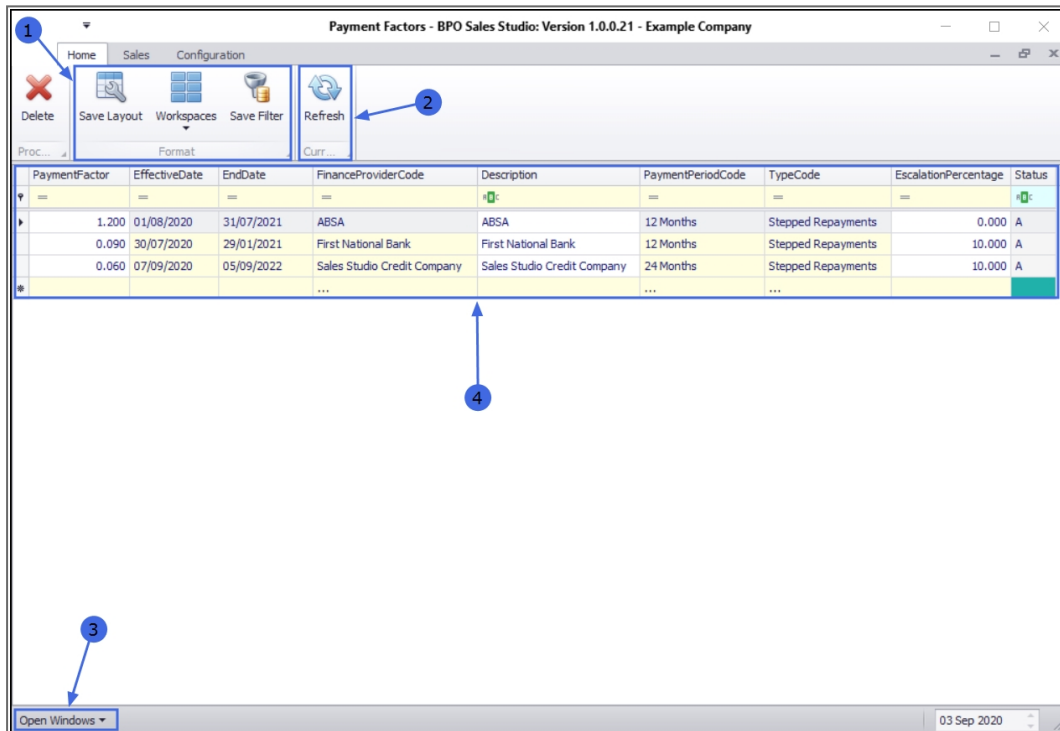 Payment Factors - BPO Sales Studio: Version 1.0.0.21 - Example Company
1
Home Sales Configuration
Delete Save Layout Workspaces Save Filter Refresh
2
Proc... Format Curr...
PaymentFactor EffectiveDate EndDate FinanceProviderCode Description PaymentPeriodCode TypeCode EscalationPercentage Status
= = = = ABC = = = ABC
1.200 01/08/2020 31/07/2021 ABSA ABSA 12 Months Stepped Repayments 0.000 A
0.090 30/07/2020 29/01/2021 First National Bank First National Bank 12 Months Stepped Repayments 10.000 A
0.060 07/09/2020 05/09/2022 Sales Studio Credit Company Sales Studio Credit Company 24 Months Stepped Repayments 10.000 A
... ... ...
4
3
Open Windows 03 Sep 2020